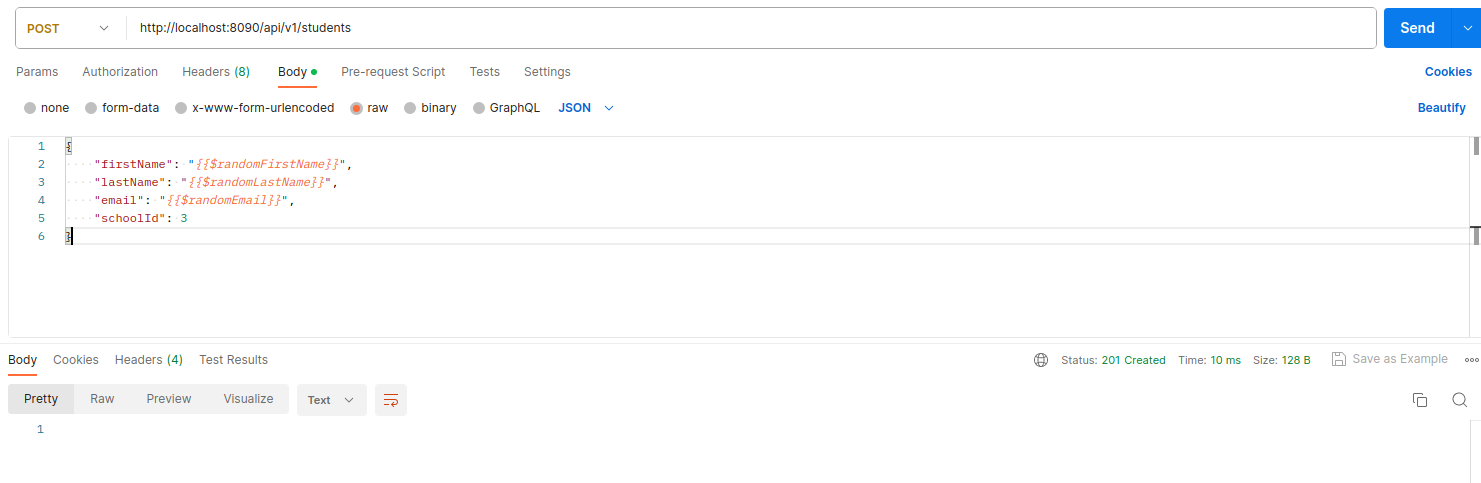 POST http://localhost:8090/api/v1/students Send
Params Authorization Headers (8) Body Pre-request Script Tests Settings Cookies
none form-data x-www-form-urlencoded raw binary GraphQL JSON Beautify
1 {
2 "firstName": "{{$randomFirstName}}",
3 "lastName": "{{$randomLastName}}",
4 "email": "{{$randomEmail}}",
5 "schoolId": 3
6 }
Body Cookies Headers (4) Test Results Status: 201 Created Time: 10 ms Size: 128 B Save as Example
Pretty Raw Preview Visualize Text
1